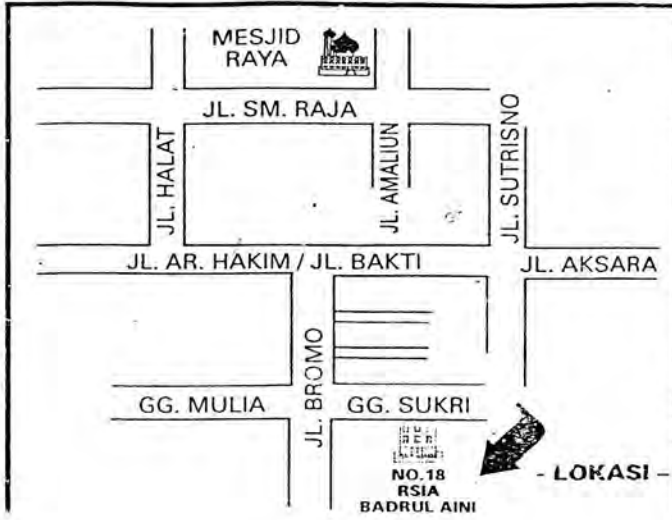 MESJID
RAYA
JL. SM. RAJA
JL. HALAT
JL. AMALIUN
JL. SUTRISNO
JL. AR. HAKIM / JL. BAKTI
JL. AKSARA
JL. BROMO
GG. MULIA
GG. SUKRI
NO.18
RSIA
BADRUL AINI
- LOKASI -